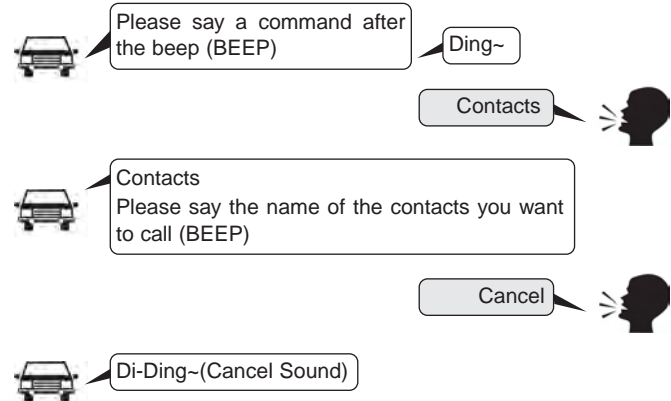 Please say a command after
the beep (BEEP)
Ding~
Contacts
Contacts
Please say the name of the contacts you want
to call (BEEP)
Cancel
Di-Ding~(Cancel Sound)